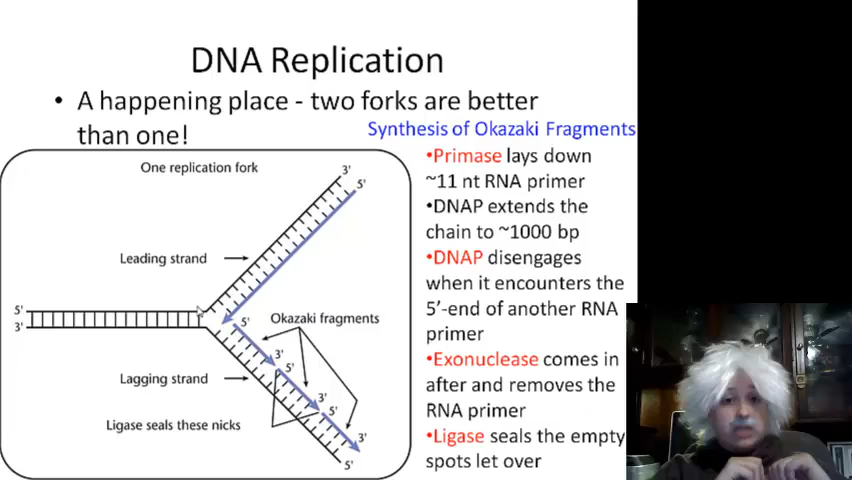 DNA Replication
• A happening place - two forks are better
than one!
Synthesis of Okazaki Fragments
•Primase lays down
~11 nt RNA primer
•DNAP extends the
chain to ~1000 bp
•DNAP disengages
when it encounters the
5’-end of another RNA
primer
•Exonuclease comes in
after and removes the
RNA primer
•Ligase seals the empty
spots let over
One replication fork
3'
5'
Leading strand
5'
3'
5'
Okazaki fragments
3'
5'
Lagging strand
3'
5'
Ligase seals these nicks
3'
5'